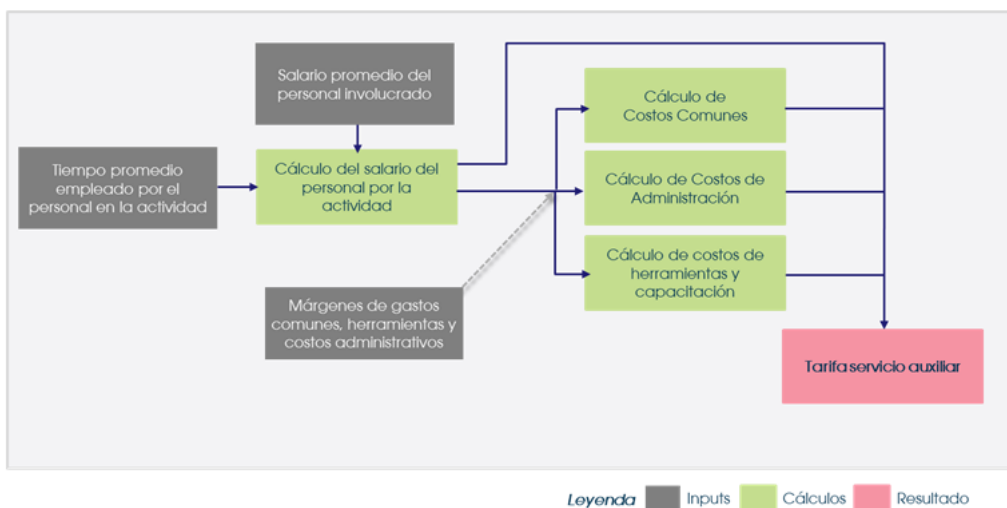 Salario promedio del
personal involucrado
Tiempo promedio
empleado por el
personal en la actividad
Cálculo del salario del
personal por la
actividad
Márgenes de gastos
comunes, herramientas y
costos administrativos
Cálculo de
Costos Comunes
Cálculo de Costos de
Administración
Cálculo de costos de
herramientas y
capacitación
Tarifa servicio auxiliar
Leyenda Inputs Cálculos Resultado